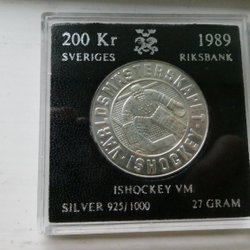 200 Kr 1989
SVERIGES RIKSBANK
VÄRLDSMÄSTERSKAPET
ISHOCKEY
ISHOCKEY VM
SILVER 925/1000 27 GRAM